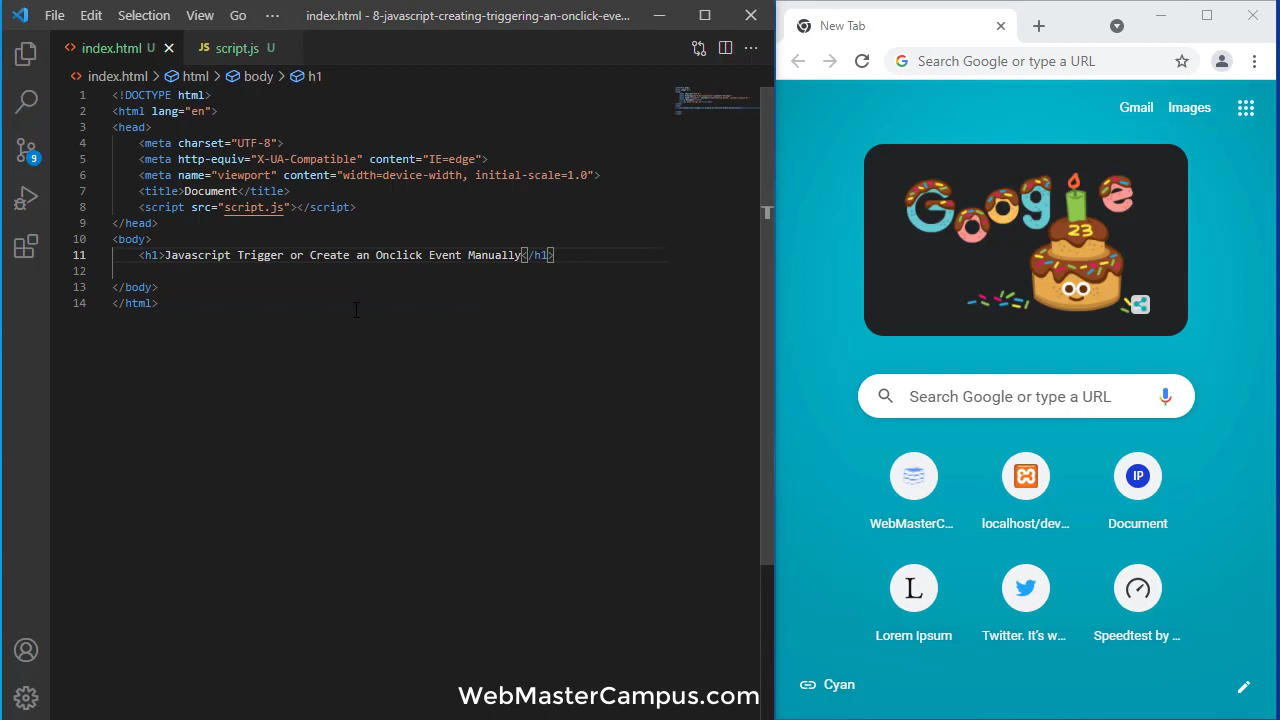 File Edit Selection View Go ··· index.html - 8-javascript-creating-triggering-an-onclick-eve...
index.html U JS script.js U
index.html > html > body > h1
1 <!DOCTYPE html>
2 <html lang="en">
3 <head>
4 <meta charset="UTF-8">
5 <meta http-equiv="X-UA-Compatible" content="IE=edge">
6 <meta name="viewport" content="width=device-width, initial-scale=1.0">
7 <title>Document</title>
8 <script src="script.js"></script>
9 </head>
10 <body>
11 <h1>Javascript Trigger or Create an Onclick Event Manually</h1>
12
13 </body>
14 </html>
9
WebMasterCampus.com
New Tab
Search Google or type a URL
Gmail Images
Google
23
Search Google or type a URL
IP
WebMasterC... localhost/dev... Document
L
Lorem Ipsum Twitter. It's w... Speedtest by ...
Cyan